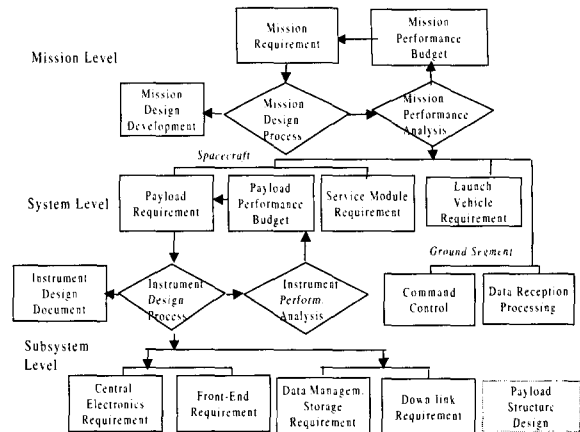 Mission Level
Mission
Requirement
Mission
Performance
Budget
Mission
Design
Development
Mission
Design
Process
Mission
Performance
Analysis
Spacecraft
System Level
Payload
Requirement
Payload
Performance
Budget
Service Module
Requirement
Launch
Vehicle
Requirement
Ground Segment
Instrument
Design
Document
Instrument
Design
Process
Instrument
Perform.
Analysis
Command
Control
Data Reception
Processing
Subsystem
Level
Central
Electronics
Requirement
Front-End
Requirement
Data Managem.
Storage
Requirement
Down link
Requirement
Payload
Structure
Design